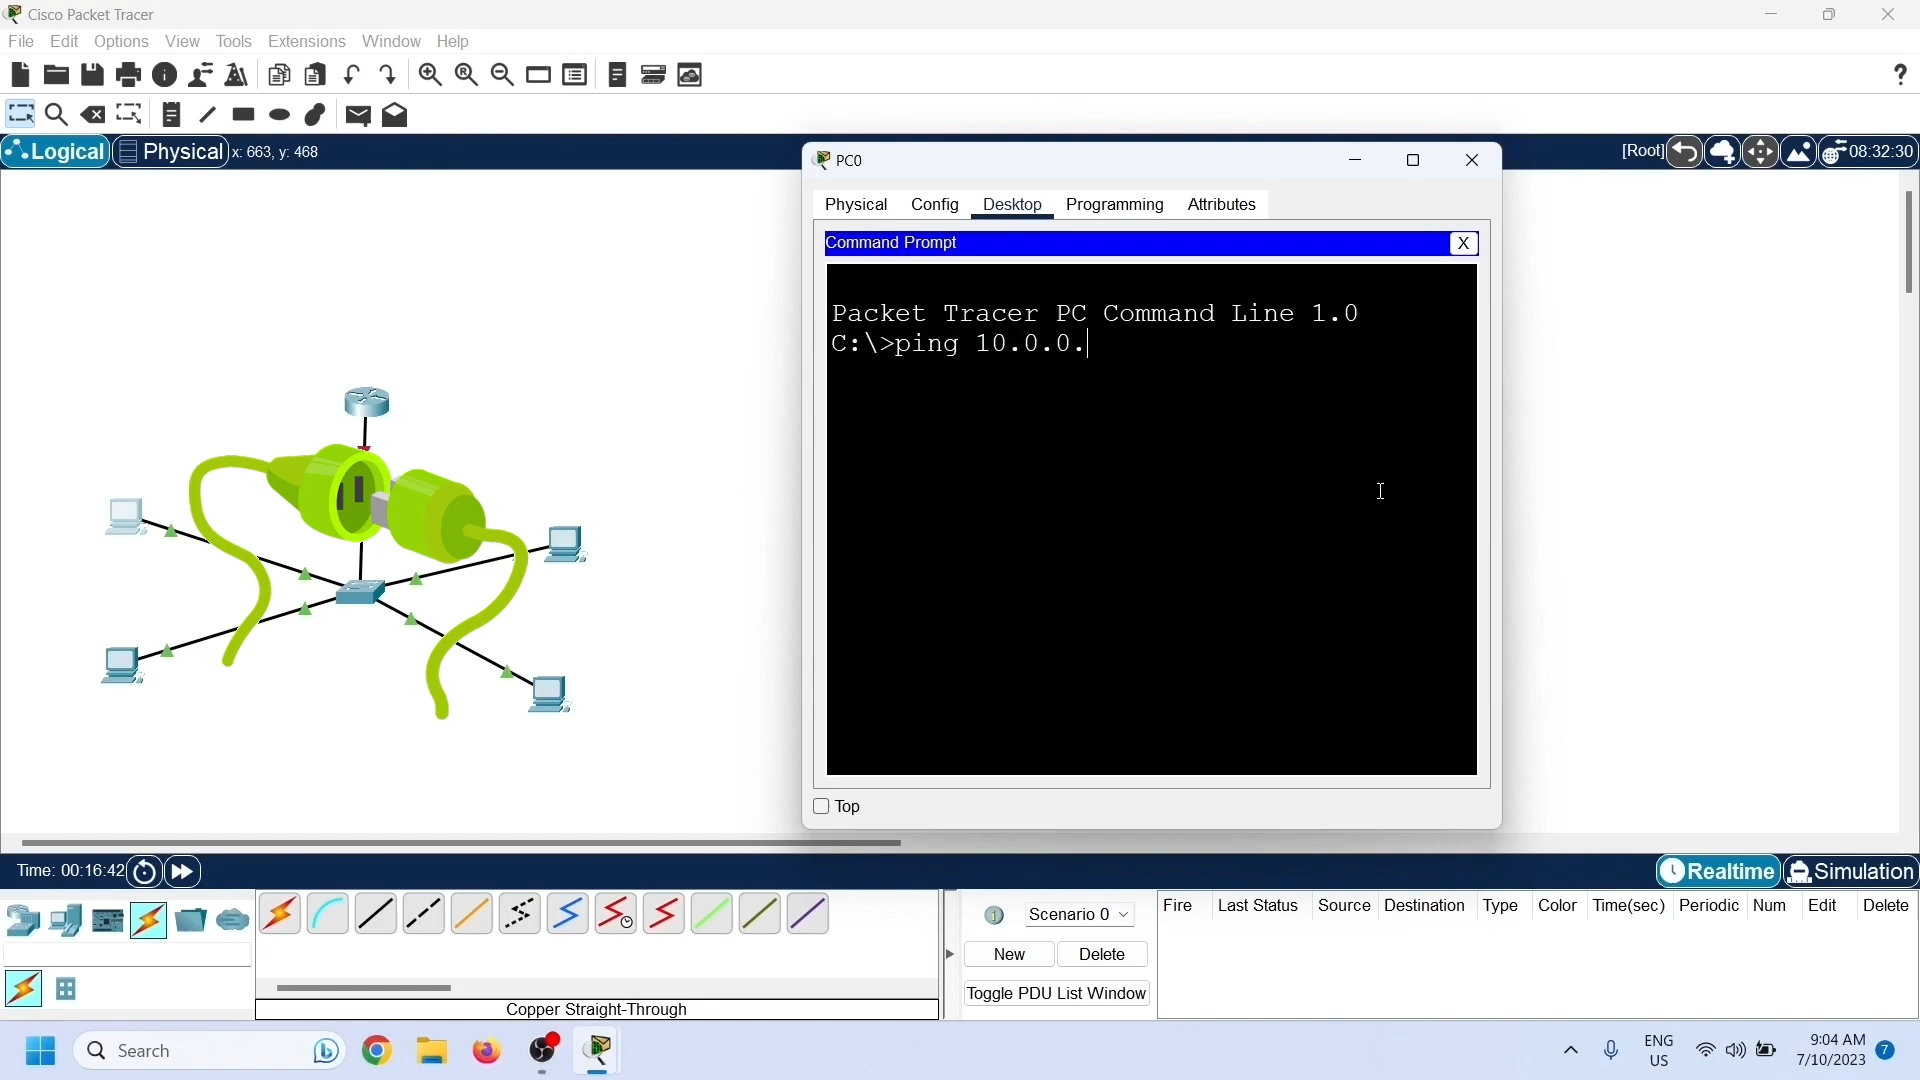 Cisco Packet Tracer
File Edit Options View Tools Extensions Window Help
Logical Physical x: 663, y: 468
[Root] 08:32:30
PC0
Physical Config Desktop Programming Attributes
Command Prompt X
Packet Tracer PC Command Line 1.0
C:\>ping 10.0.0.
Top
Time: 00:16:42
Realtime Simulation
Scenario 0
New Delete
Toggle PDU List Window
Fire Last Status Source Destination Type Color Time(sec) Periodic Num Edit Delete
Copper Straight-Through
Search
ENG
US
9:04 AM
7/10/2023
7